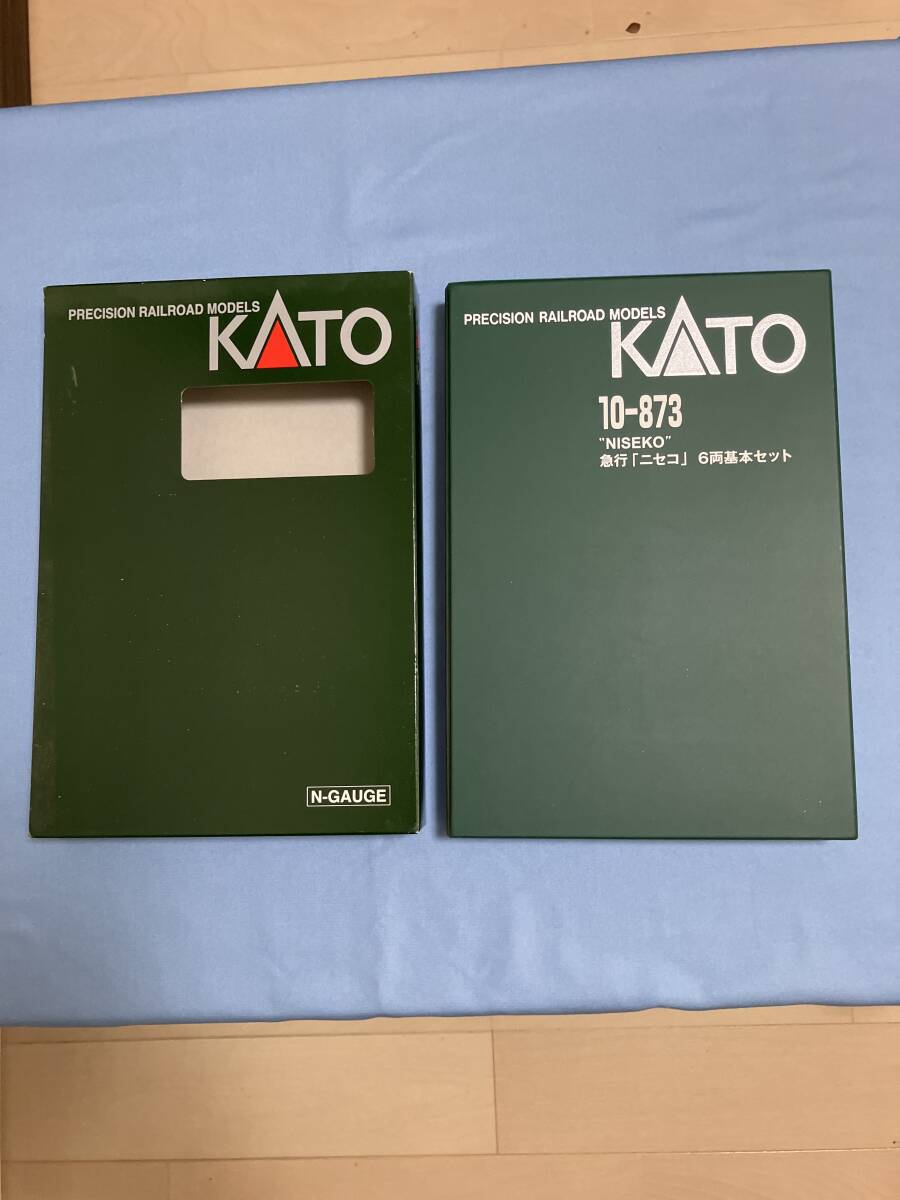 PRECISION RAILROAD MODELS
KATO
N-GAUGE
PRECISION RAILROAD MODELS
KATO
10-873
"NISEKO"
急行「ニセコ」 6両基本セット